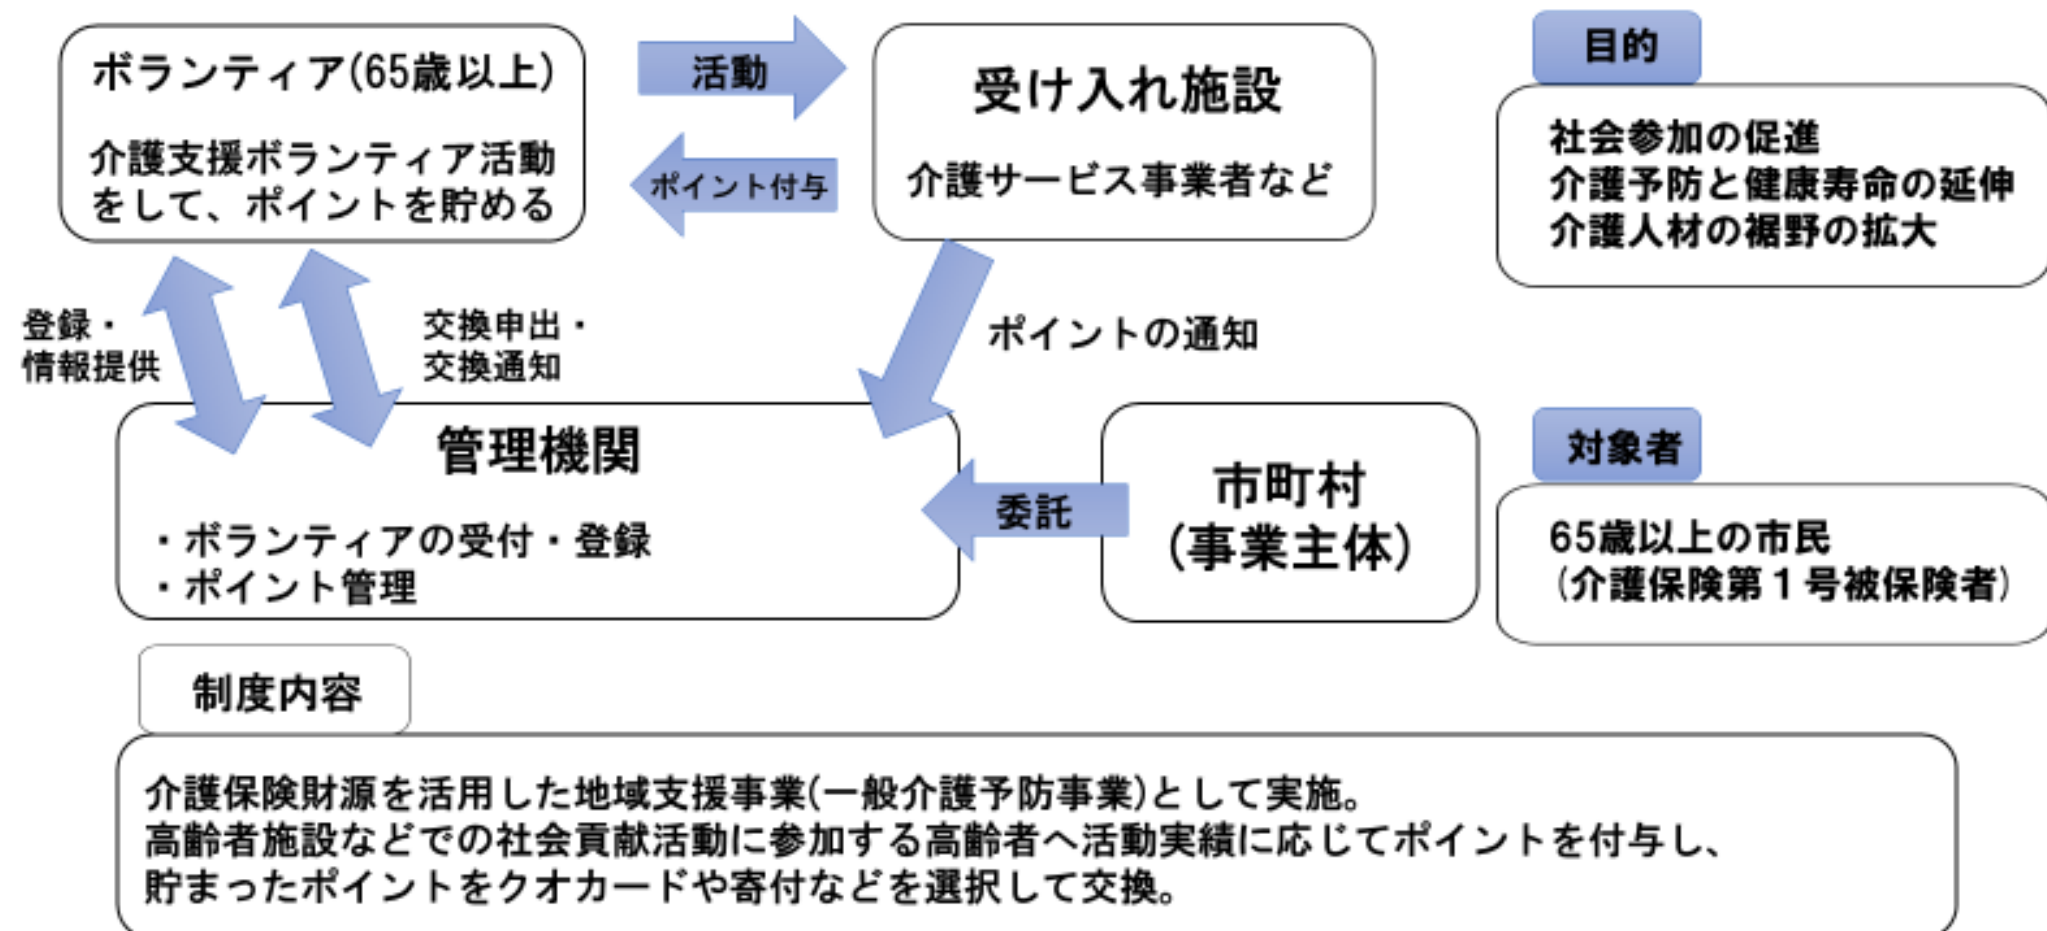 ボランティア(65歳以上)
介護支援ボランティア活動
をして、ポイントを貯める
活動
ポイント付与
受け入れ施設
介護サービス事業者など
目的
社会参加の促進
介護予防と健康寿命の延伸
介護人材の裾野の拡大
登録・
情報提供
交換申出・
交換通知
ポイントの通知
管理機関
・ボランティアの受付・登録
・ポイント管理
委託
市町村
(事業主体)
対象者
65歳以上の市民
(介護保険第1号被保険者)
制度内容
介護保険財源を活用した地域支援事業(一般介護予防事業)として実施。
高齢者施設などでの社会貢献活動に参加する高齢者へ活動実績に応じてポイントを付与し、
貯まったポイントをクオカードや寄付などを選択して交換。